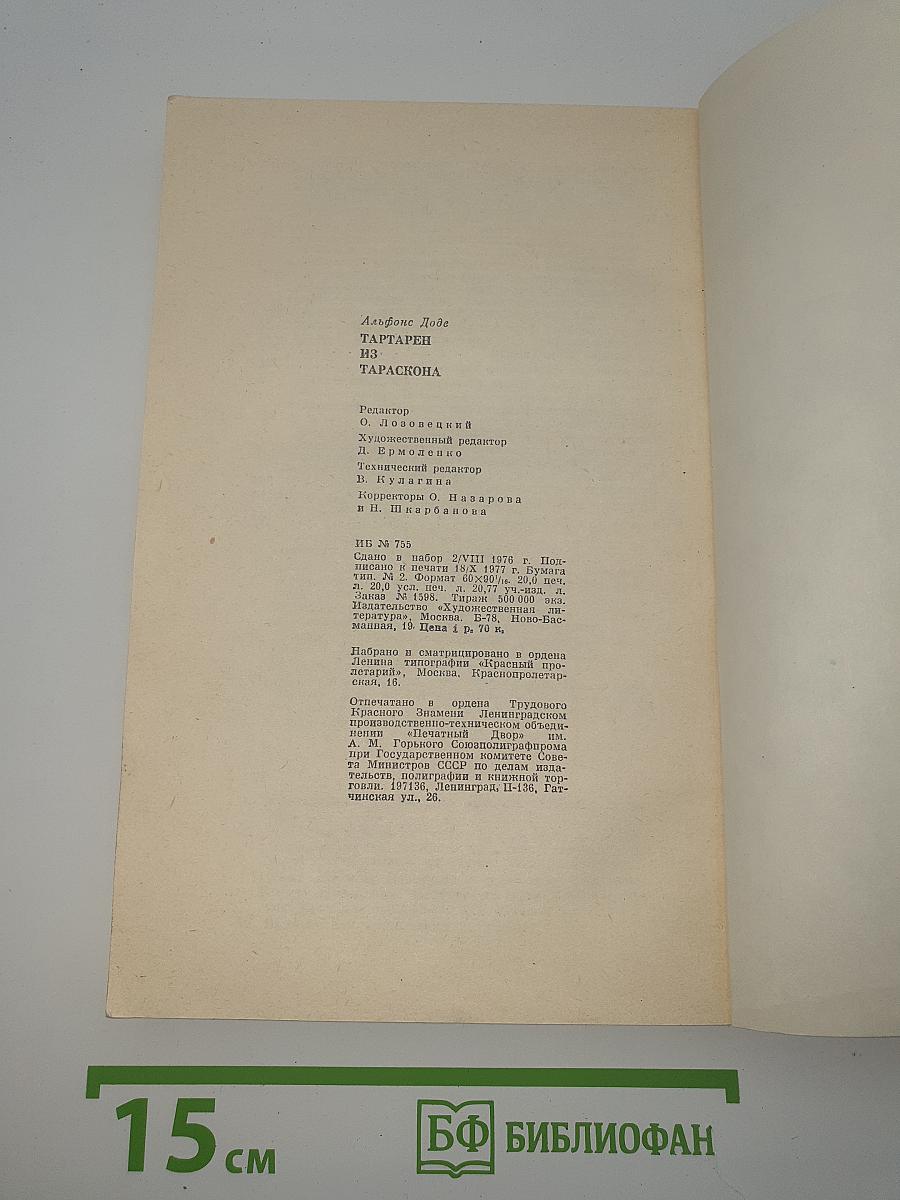 Альфонс Доде
ТАРТАРЕН
ИЗ
ТАРАСКОНА
Редактор
О. Лозовецкий
Художественный редактор
Д. Ермоленко
Технический редактор
В. Кулагина
Корректоры О. Назарова
и Н. Шкарбанова
ИБ № 755
Сдано в набор 2/VIII 1976 г. Под-
писано к печати 18/X 1977 г. Бумага
тип. № 2. Формат 60×90¹/₁₆. 20,0 печ.
л. 20,0 усл. печ. л. 20,77 уч.-изд. л.
Заказ № 1598. Тираж 500 000 экз.
Издательство «Художественная ли-
тература», Москва. Б-78, Ново-Бас-
манная, 19. Цена 1 р. 70 к.
Набрано и сматрицировано в ордена
Ленина типографии «Красный про-
летарий», Москва, Краснопролетар-
ская, 16.
Отпечатано в ордена Трудового
Красного Знамени Ленинградском
производственно-техническом объеди-
нении «Печатный Двор» им.
А. М. Горького Союзполиграфпрома
при Государственном комитете Сове-
та Министров СССР по делам изда-
тельств, полиграфии и книжной тор-
говли. 197136, Ленинград, П-136, Гат-
чинская ул., 26.
15 см
БФ БИБЛИОФАН